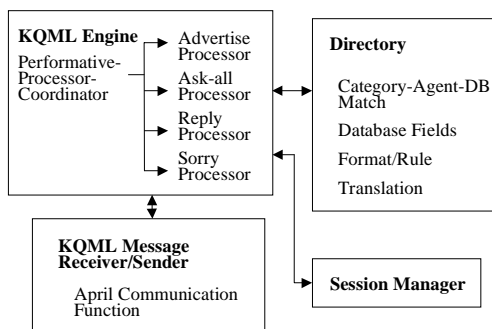 KQML Engine
Performative-
Processor-
Coordinator
Advertise
Processor
Ask-all
Processor
Reply
Processor
Sorry
Processor
Directory
Category-Agent-DB
Match
Database Fields
Format/Rule
Translation
KQML Message
Receiver/Sender
April Communication
Function
Session Manager